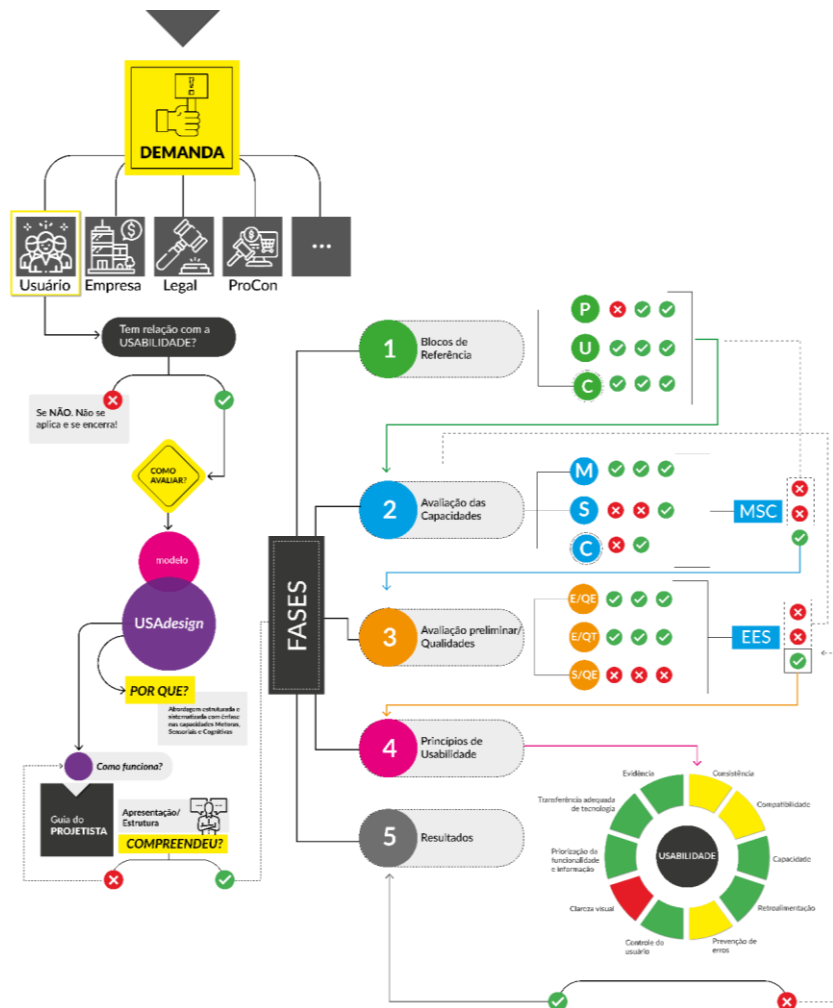 DEMANDA
Usuário
Empresa
Legal
ProCon
...
Tem relação com a
USABILIDADE?
Se NÃO. Não se
aplica e se encerra!
COMO
AVALIAR?
modelo
USAdesign
POR QUE?
Abordagem estruturada e
sistematizada com ênfase
nas capacidades Motoras,
Sensoriais e Cognitivas
Como funciona?
Guia do
PROJETISTA
Apresentação/
Estrutura
COMPREENDEU?
FASES
1
Blocos de
Referência
P
U
C
2
Avaliação das
Capacidades
M
S
C
MSC
3
Avaliação preliminar/
Qualidades
E/QE
E/QT
S/QE
EES
4
Princípios de
Usabilidade
5
Resultados
USABILIDADE
Evidência
Consistência
Transferência adequada
de tecnologia
Compatibilidade
Priorização da
funcionalidade
e informação
Capacidade
Clareza visual
Retroalimentação
Controle do
usuário
Prevenção de
erros